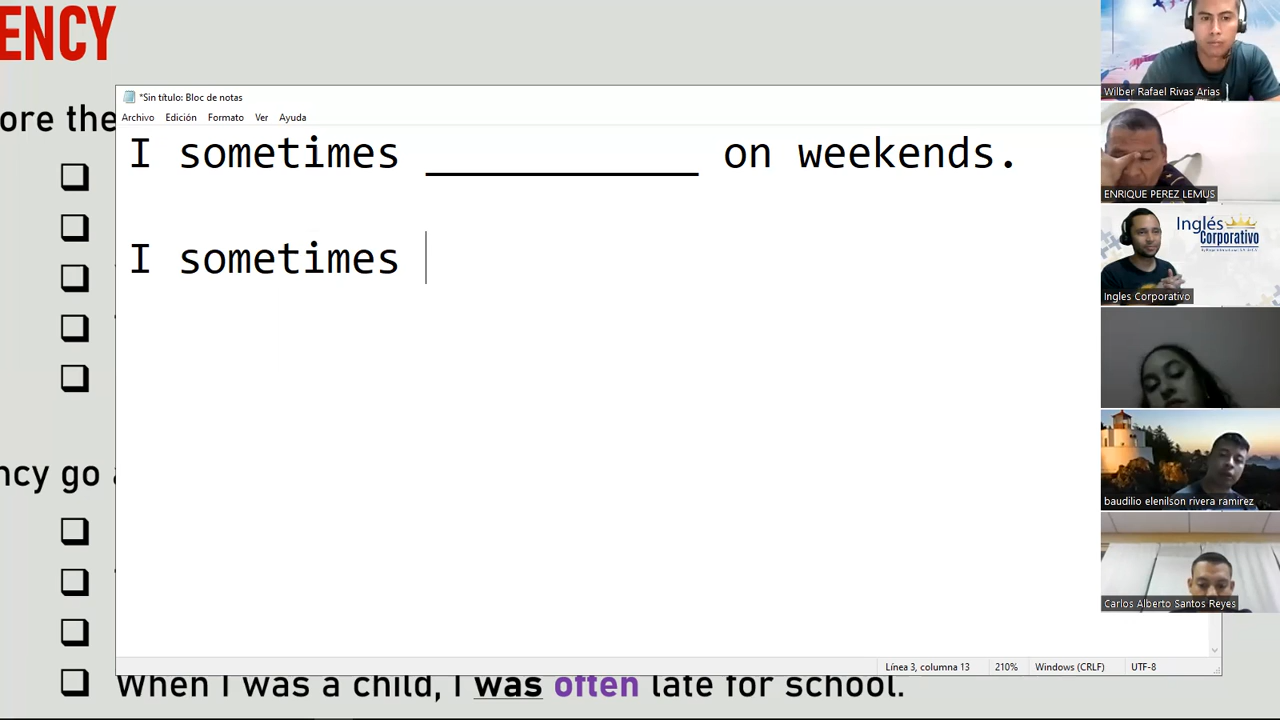 ENCY
ore the
*Sin título: Bloc de notas
Archivo Edición Formato Ver Ayuda
I sometimes ___________ on weekends.
I sometimes
ncy go
Línea 3, columna 13 210% Windows (CRLF) UTF-8
When I was a child, I was often late for school.
Wilber Rafael Rivas Arias
ENRIQUE PEREZ LEMUS
Inglés
Corporativo
Ingles Corporativo
baudilio elenilson rivera ramirez
Carlos Alberto Santos Reyes